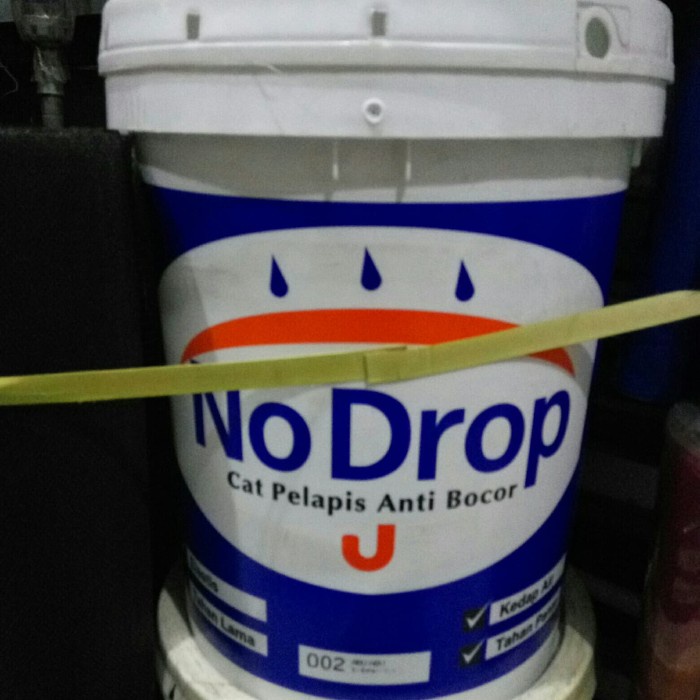 No Drop
Cat Pelapis Anti Bocor
Lama
Kedap Air
Tahan
002